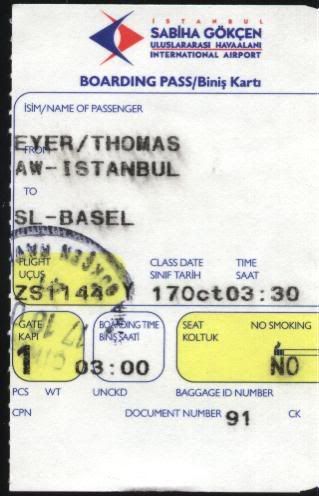 İSTANBUL
SABİHA GÖKÇEN
ULUSLARARASI HAVAALANI
INTERNATIONAL AIRPORT
BOARDING PASS/Biniş Kartı
İSİM/NAME OF PASSENGER
EYER/THOMAS
FROM
AW-ISTANBUL
TO
SL-BASEL
FLIGHT CLASS DATE TIME
UÇUŞ SINIF TARİH SAAT
ZS1144 Y 17Oct03:30
GATE BOARDING TIME SEAT NO SMOKING
KAPI BİNİŞ SAATİ KOLTUK
1 03:00 NO
PCS WT UNCKD BAGGAGE ID NUMBER
CPN DOCUMENT NUMBER 91 CK